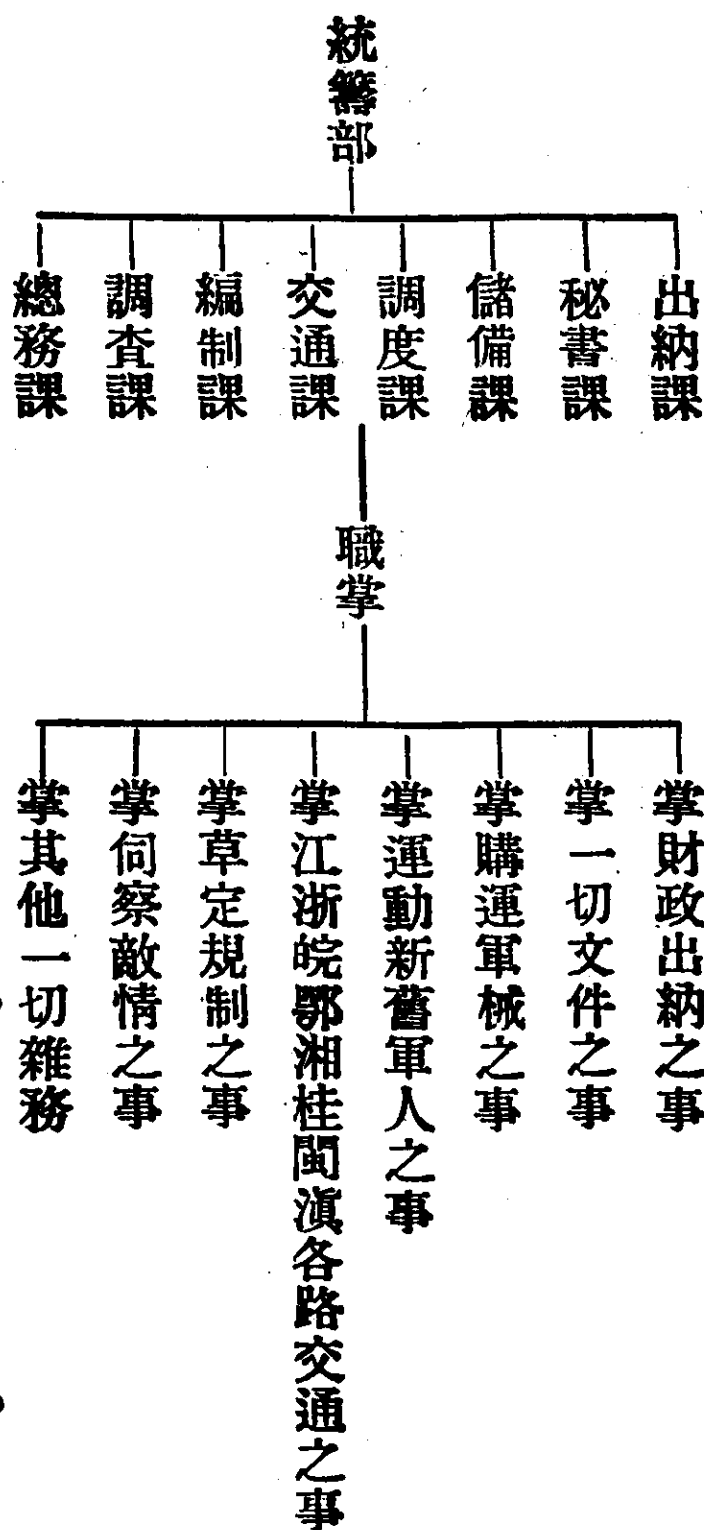 統籌部
出納課
秘書課
儲備課
調度課
交通課
編制課
調查課
總務課
職掌
掌財政出納之事
掌一切文件之事
掌購運軍械之事
掌運動新舊軍人之事
掌江浙皖鄂湘桂閩滇各路交通之事
掌草定規制之事
掌伺察敵情之事
掌其他一切雜務